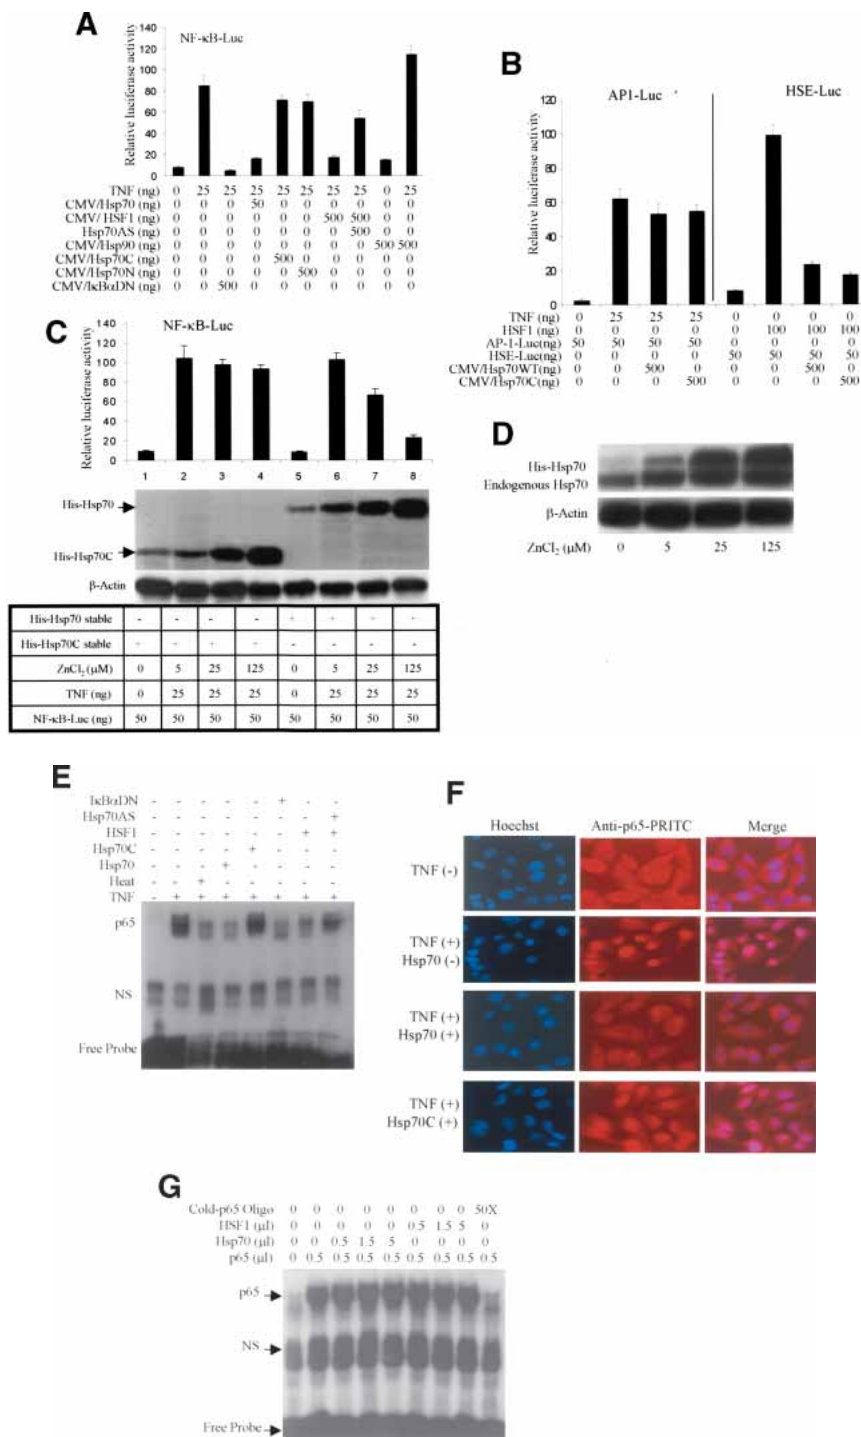 A
NF-κB-Luc
Relative luciferase activity
140
120
100
80
60
40
20
0
TNF (ng) 0 25 25 25 25 25 25 25 0 25
CMV/Hsp70 (ng) 0 0 0 50 0 0 0 0 0 0
CMV/ HSF1 (ng) 0 0 0 0 0 0 500 500 0 0
Hsp70AS (ng) 0 0 0 0 0 0 0 500 0 0
CMV/Hsp90(ng) 0 0 0 0 0 0 0 0 500 500
CMV/Hsp70C (ng) 0 0 0 0 500 0 0 0 0 0
CMV/Hsp70N (ng) 0 0 0 0 0 500 0 0 0 0
CMV/IκBαDN (ng) 0 0 500 0 0 0 0 0 0 0
B
AP1-Luc
HSE-Luc
Relative luciferase activity
120
100
80
60
40
20
0
TNF (ng) 0 25 25 25 0 0 0 0
HSF1 (ng) 0 0 0 0 0 100 100 100
AP-1-Luc(ng) 50 50 50 50 0 0 0 0
HSE-Luc(ng) 0 0 0 0 50 50 50 50
CMV/Hsp70WT(ng) 0 0 500 0 0 0 500 0
CMV/Hsp70C(ng) 0 0 0 500 0 0 0 500
C
NF-κB-Luc
Relative luciferase activity
140
120
100
80
60
40
20
0
1 2 3 4 5 6 7 8
His-Hsp70
His-Hsp70C
β-Actin
His-Hsp70 stable - - - - + + + +
His-Hsp70C stable + + + + - - - -
ZnCl2 (μM) 0 5 25 125 0 5 25 125
TNF (ng) 0 25 25 25 0 25 25 25
NF-κB-Luc (ng) 50 50 50 50 50 50 50 50
D
His-Hsp70
Endogenous Hsp70
β-Actin
ZnCl2 (μM) 0 5 25 125
E
IκBαDN - - - - - + - -
Hsp70AS - - - - - - - +
HSF1 - - - - - - + +
Hsp70C - - - - + - - -
Hsp70 - - - + - - - -
Heat - - + - - - - -
TNF - + + + + + + +
p65
NS
Free Probe
F
Hoechst Anti-p65-PRITC Merge
TNF (-)
TNF (+)
Hsp70 (-)
TNF (+)
Hsp70 (+)
TNF (+)
Hsp70C (+)
G
Cold-p65 Oligo 0 0 0 0 0 0 0 0 50X
HSF1 (μl) 0 0 0 0 0 0.5 1.5 5 0
Hsp70 (μl) 0 0 0.5 1.5 5 0 0 0 0
p65 (μl) 0 0.5 0.5 0.5 0.5 0.5 0.5 0.5 0.5
p65
NS
Free Probe